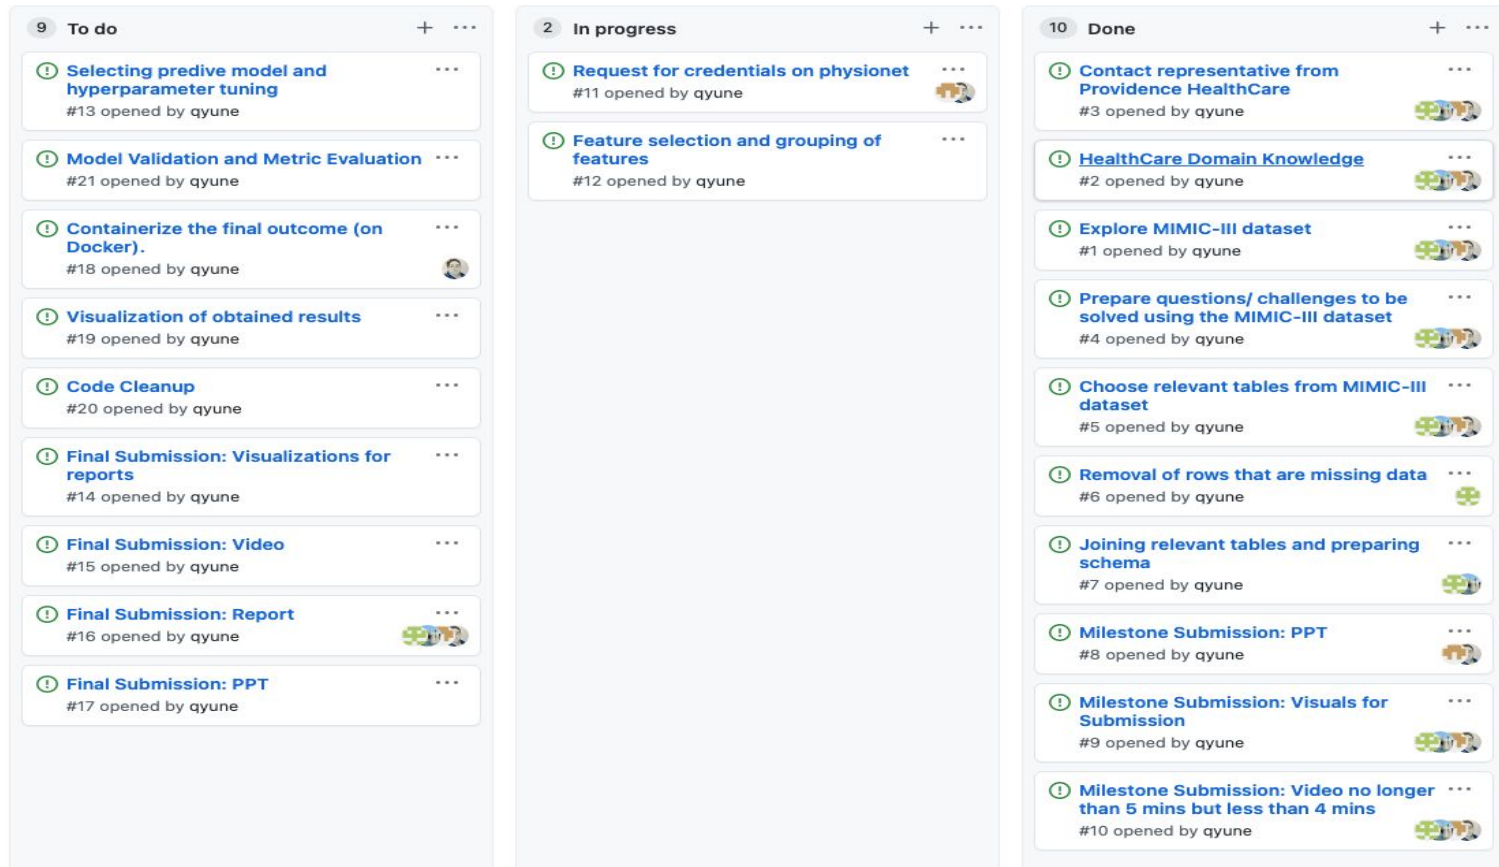 9 To do
Selecting predive model and
hyperparameter tuning
#13 opened by qyune
Model Validation and Metric Evaluation
#21 opened by qyune
Containerize the final outcome (on
Docker).
#18 opened by qyune
Visualization of obtained results
#19 opened by qyune
Code Cleanup
#20 opened by qyune
Final Submission: Visualizations for
reports
#14 opened by qyune
Final Submission: Video
#15 opened by qyune
Final Submission: Report
#16 opened by qyune
Final Submission: PPT
#17 opened by qyune
2 In progress
Request for credentials on physionet
#11 opened by qyune
Feature selection and grouping of
features
#12 opened by qyune
10 Done
Contact representative from
Providence HealthCare
#3 opened by qyune
HealthCare Domain Knowledge
#2 opened by qyune
Explore MIMIC-III dataset
#1 opened by qyune
Prepare questions/ challenges to be
solved using the MIMIC-III dataset
#4 opened by qyune
Choose relevant tables from MIMIC-III
dataset
#5 opened by qyune
Removal of rows that are missing data
#6 opened by qyune
Joining relevant tables and preparing
schema
#7 opened by qyune
Milestone Submission: PPT
#8 opened by qyune
Milestone Submission: Visuals for
Submission
#9 opened by qyune
Milestone Submission: Video no longer
than 5 mins but less than 4 mins
#10 opened by qyune